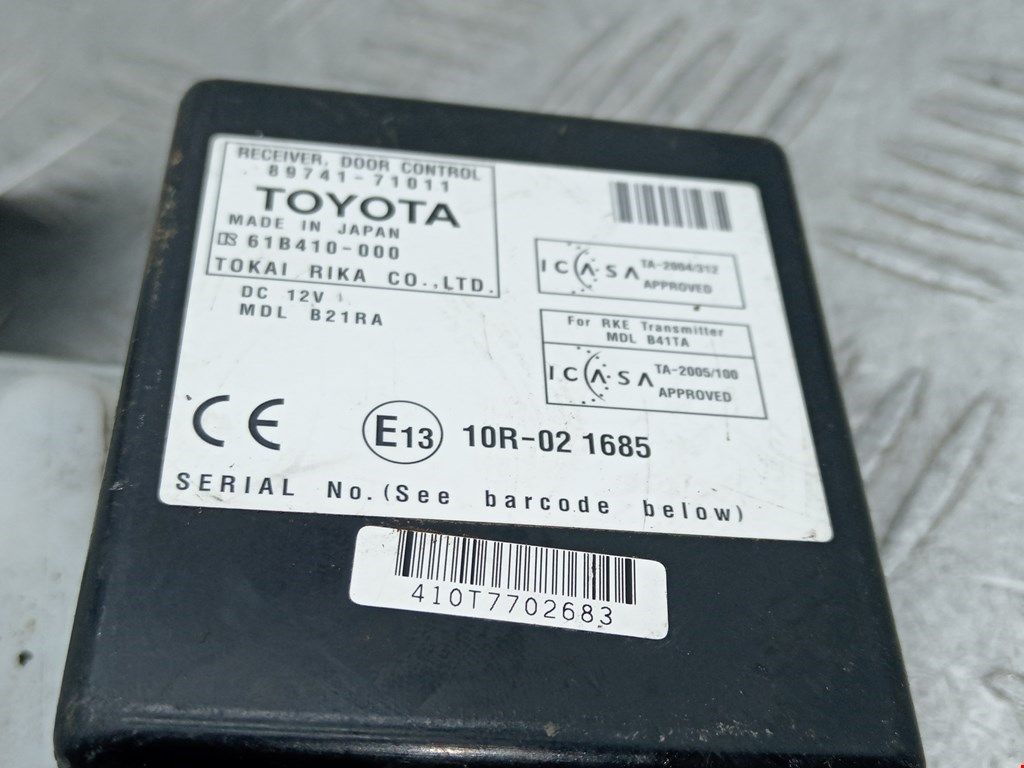 RECEIVER, DOOR CONTROL
89741-71011
TOYOTA
MADE IN JAPAN
61B410-000
TOKAI RIKA CO.,LTD.
DC 12V
MDL B21RA
ICASA TA-2004/312
APPROVED
For RKE Transmitter
MDL B41TA
ICASA TA-2005/100
APPROVED
CE E13 10R-02 1685
SERIAL No. (See barcode below)
410T7702683